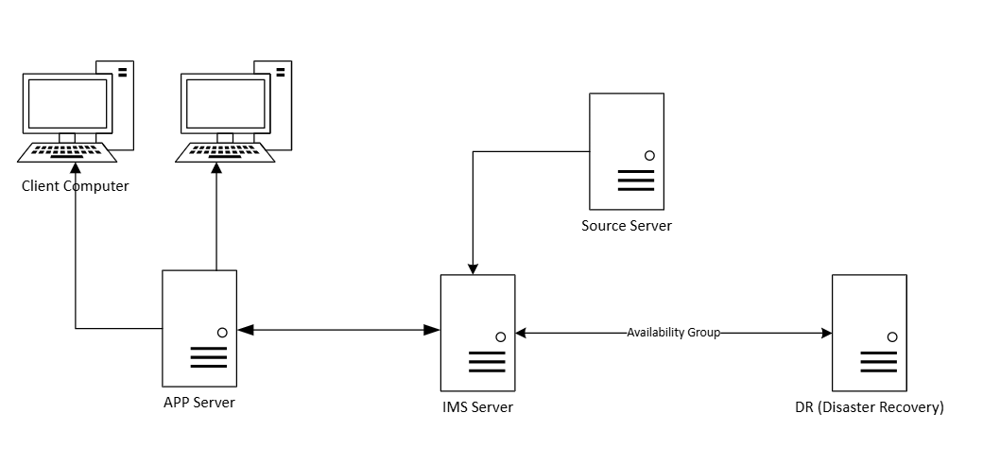 Client Computer
Source Server
Availability Group
APP Server
IMS Server
DR (Disaster Recovery)